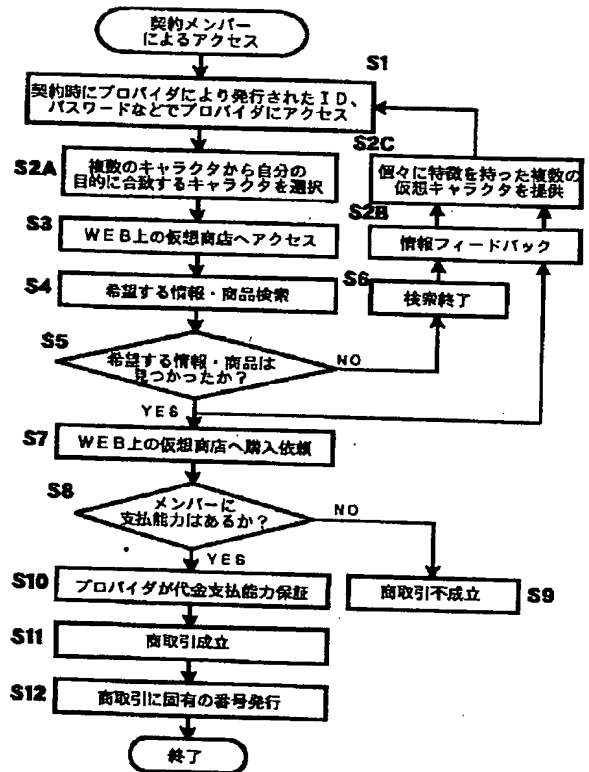 契約メンバー
によるアクセス
S1
契約時にプロバイダにより発行されたID、
パスワードなどでプロバイダにアクセス
S2A
複数のキャラクタから自分の
目的に合致するキャラクタを選択
S2C
個々に特徴を持った複数の
仮想キャラクタを提供
S3
WEB上の仮想商店へアクセス
S2B
情報フィードバック
S4
希望する情報・商品検索
S6
検索終了
S5
希望する情報・商品は
見つかったか?
NO
YES
S7
WEB上の仮想商店へ購入依頼
S8
メンバーに
支払能力はあるか?
NO
YES
S10
プロバイダが代金支払能力保証
商取引不成立
S9
S11
商取引成立
S12
商取引に固有の番号発行
終了